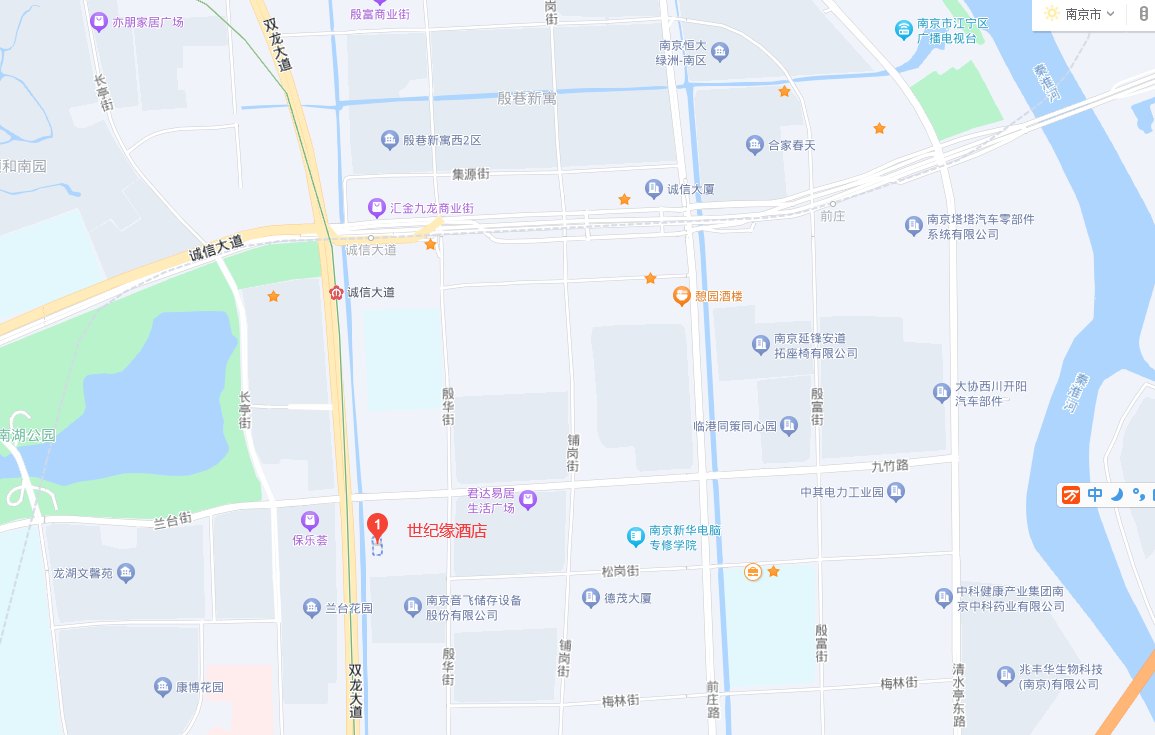 亦朋家居广场
双龙大道
殷富商业街
岗街
南京恒大
绿洲-南区
南京市江宁区
广播电视台
南京市
秦淮河
长亭街
殷巷新寓
殷巷新寓西2区
合家春天
和南园
集源街
诚信大厦
汇金九龙商业街
前庄
南京塔塔汽车零部件
系统有限公司
诚信大道
诚信大道
诚信大道
憩园酒楼
南京延锋安道
拓座椅有限公司
秦淮河
大协西川开阳
汽车部件
长亭街
殷华街
殷富街
南湖公园
铺岗街
临港同策同心园
九竹路
君达易居
生活广场
中其电力工业园
中
兰台街
1
世纪缘酒店
保乐荟
南京新华电脑
专修学院
龙湖文馨苑
松岗街
兰台花园
南京音飞储存设备
股份有限公司
德茂大厦
中科健康产业集团南
京中科药业有限公司
殷富街
铺岗街
殷华街
双龙大道
康博花园
梅林街
前庄路
梅林街
清水亭东路
兆丰华生物科技
(南京)有限公司